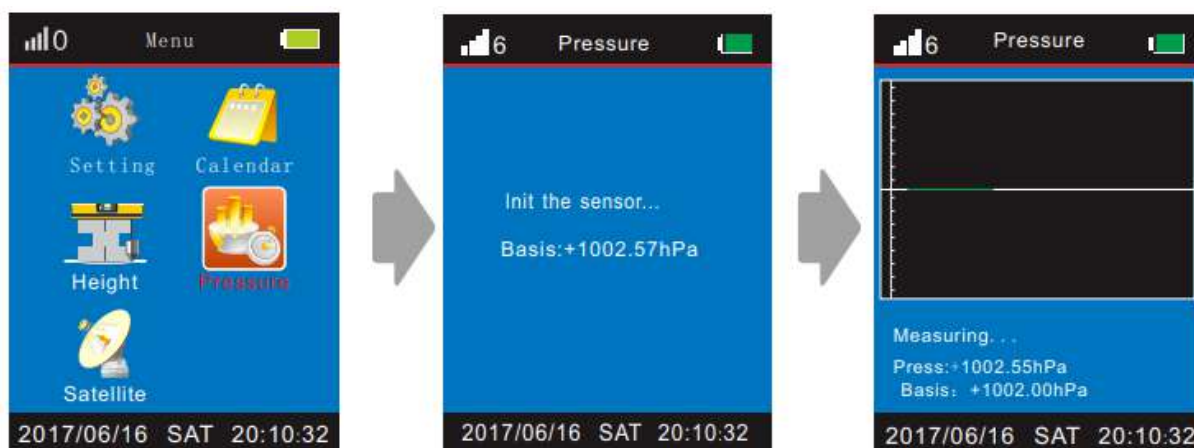 0 Menu
Setting Calendar
Height Pressure
Satellite
2017/06/16 SAT 20:10:32
6 Pressure
Init the sensor...
Basis:+1002.57hPa
2017/06/16 SAT 20:10:32
6 Pressure
Measuring...
Press:+1002.55hPa
Basis: +1002.00hPa
2017/06/16 SAT 20:10:32